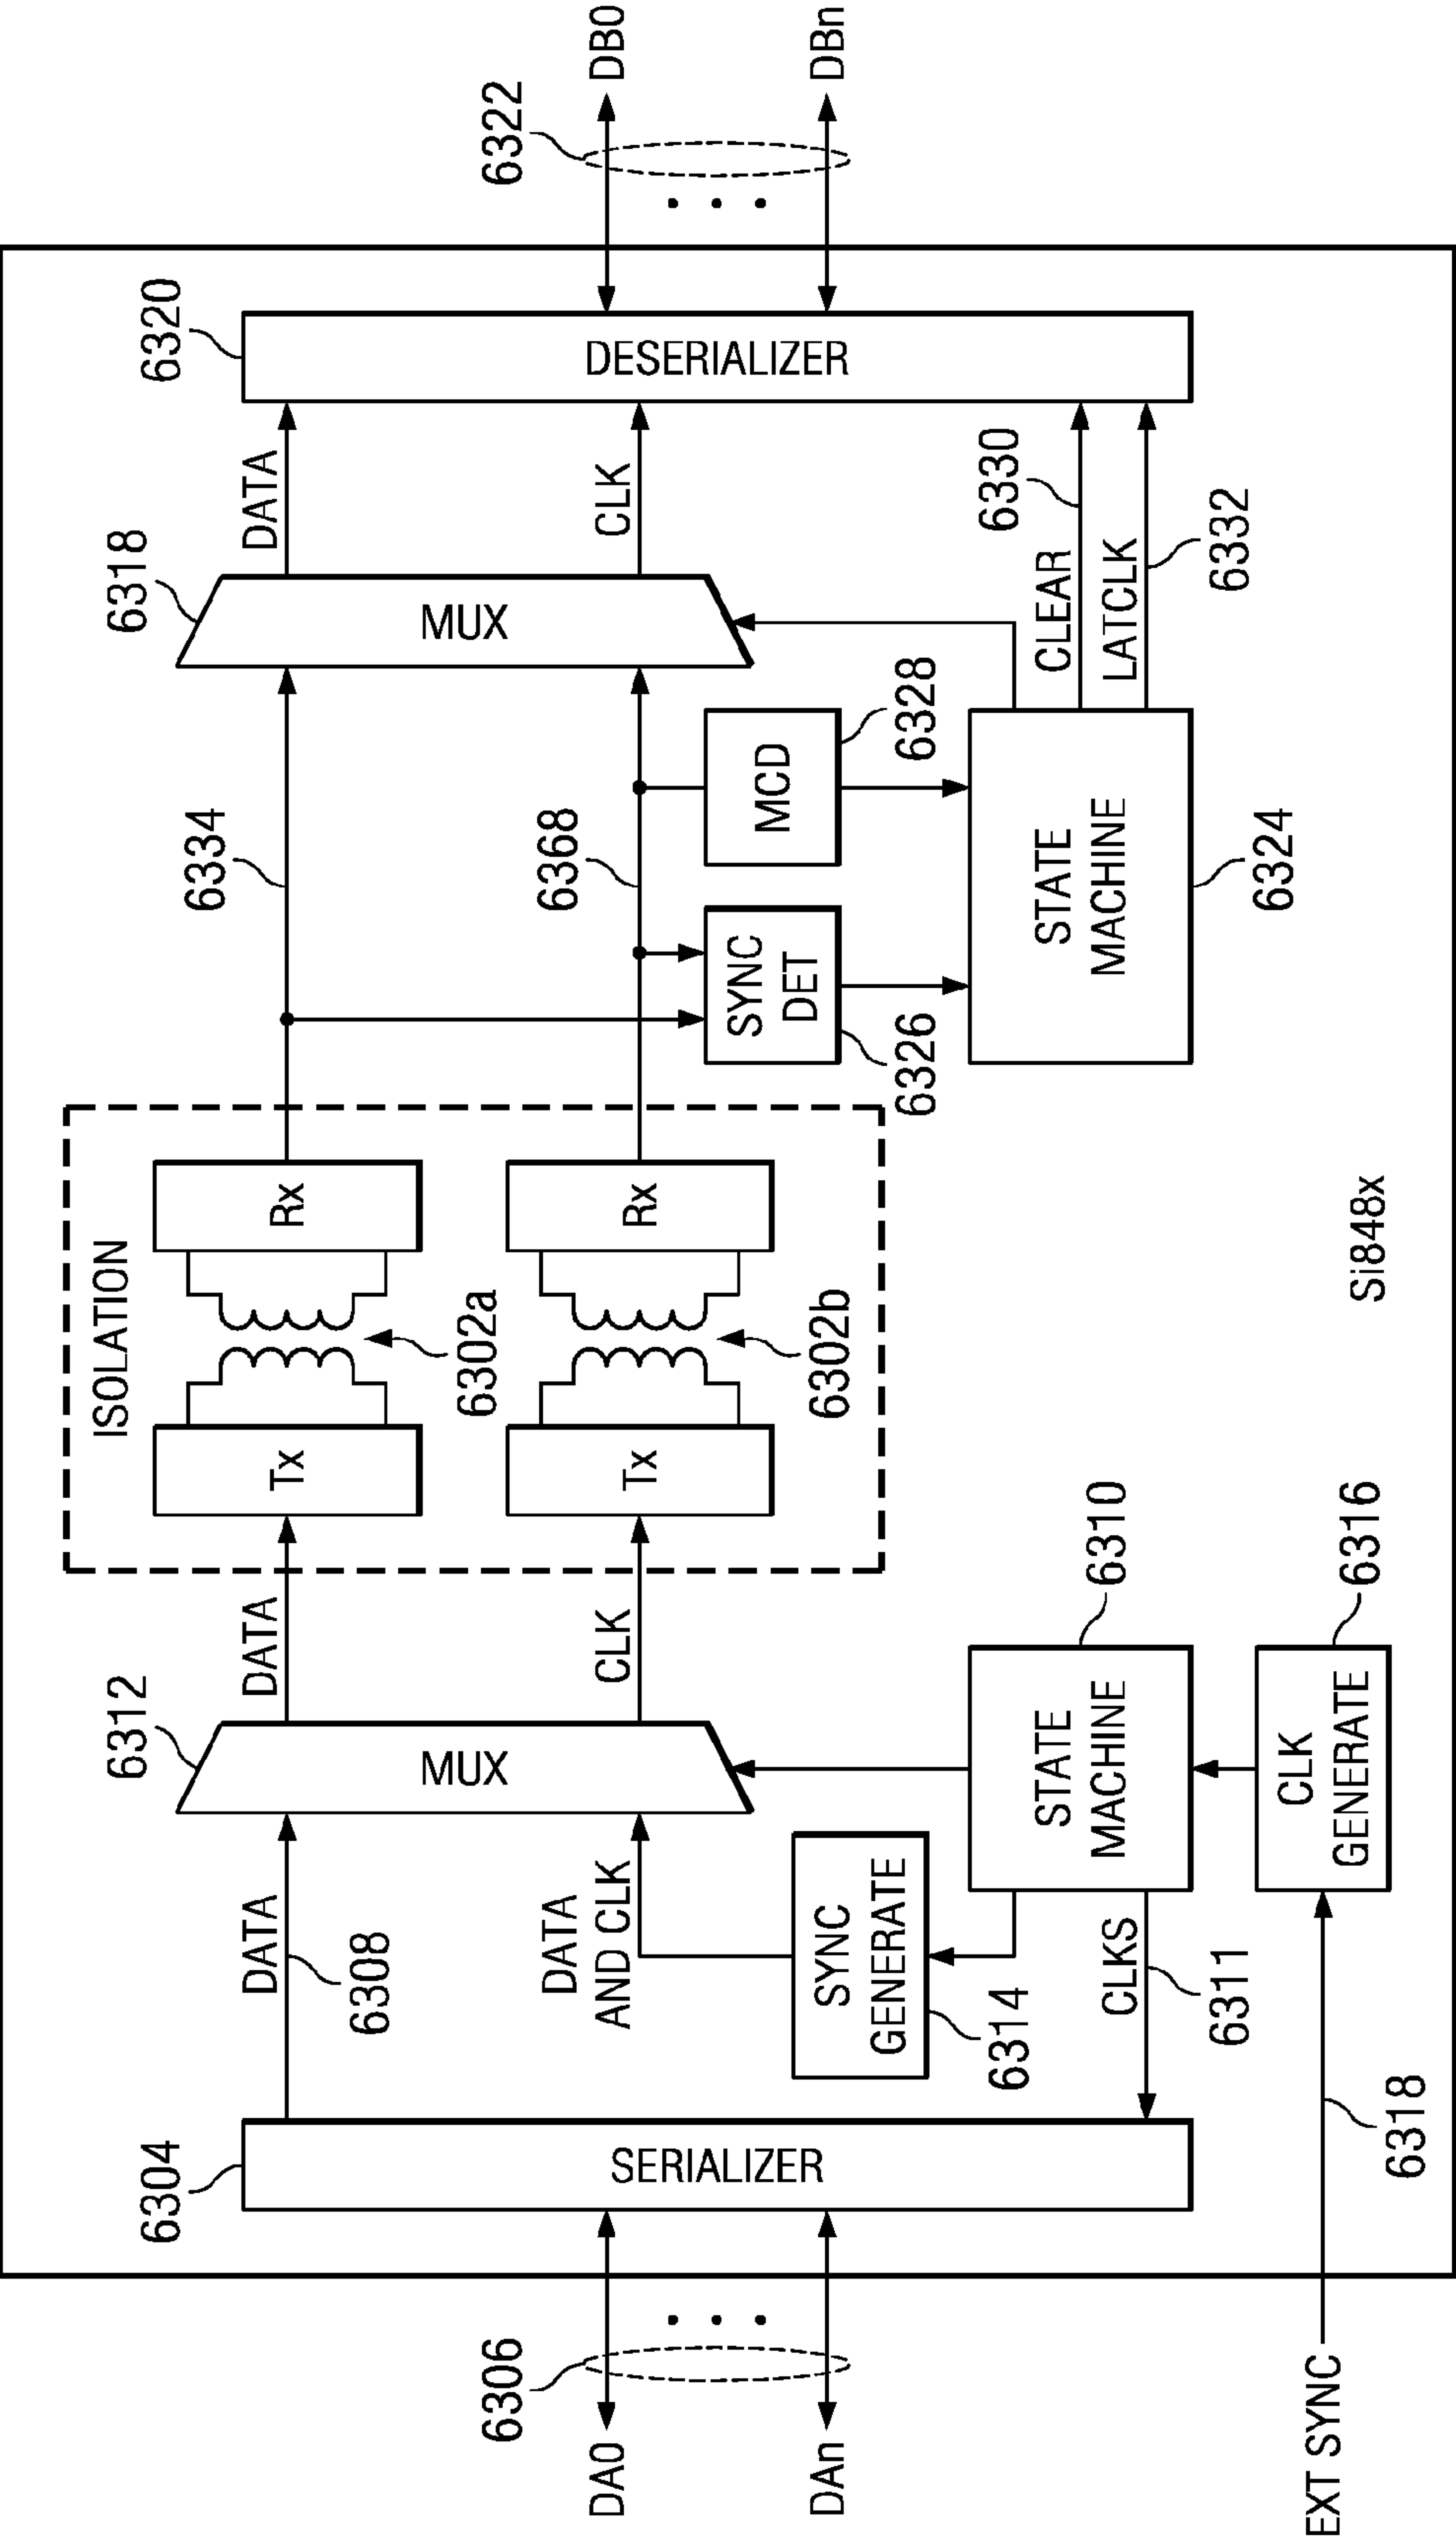 6304
6312
6318
6320
ISOLATION
DATA
DATA
6334
DATA
6308
Tx
Rx
6302a
6306
6322
DA0
DATA
AND CLK
CLK
6368
CLK
DB0
SERIALIZER
MUX
Tx
Rx
MUX
DESERIALIZER
6302b
DAn
DBn
SYNC
GENERATE
SYNC
DET
MCD
6314
6326
6328
6330
STATE
MACHINE
STATE
MACHINE
CLEAR
CLKS
6310
LATCLK
6311
6324
6332
CLK
GENERATE
EXT SYNC
6318
6316
Si848x